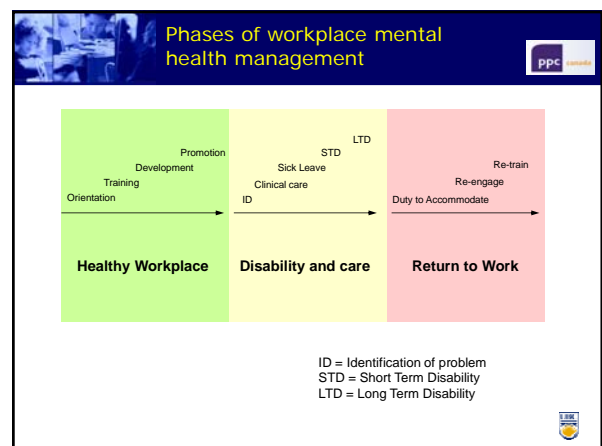 Phases of workplace mental
health management
ppc canada
LTD
STD
Promotion
Sick Leave
Re-train
Development
Clinical care
Re-engage
Training
Orientation
ID
Duty to Accommodate
Healthy Workplace
Disability and care
Return to Work
ID = Identification of problem
STD = Short Term Disability
LTD = Long Term Disability